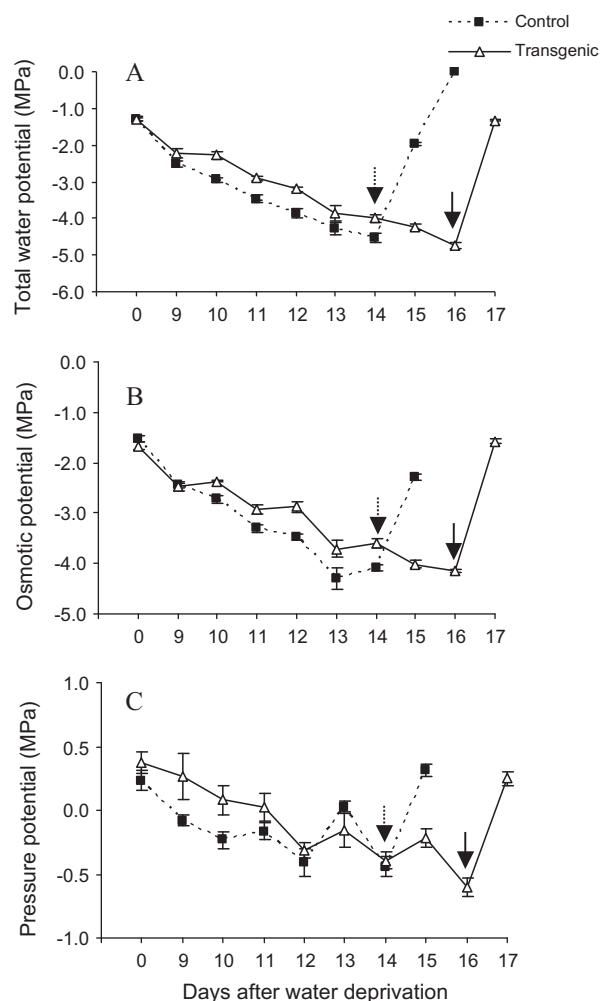 Control
Transgenic
A
Total water potential (MPa)
0.0
-1.0
-2.0
-3.0
-4.0
-5.0
-6.0
0 9 10 11 12 13 14 15 16 17
B
Osmotic potential (MPa)
0.0
-1.0
-2.0
-3.0
-4.0
-5.0
0 9 10 11 12 13 14 15 16 17
C
Pressure potential (MPa)
1.0
0.5
0.0
-0.5
-1.0
0 9 10 11 12 13 14 15 16 17
Days after water deprivation